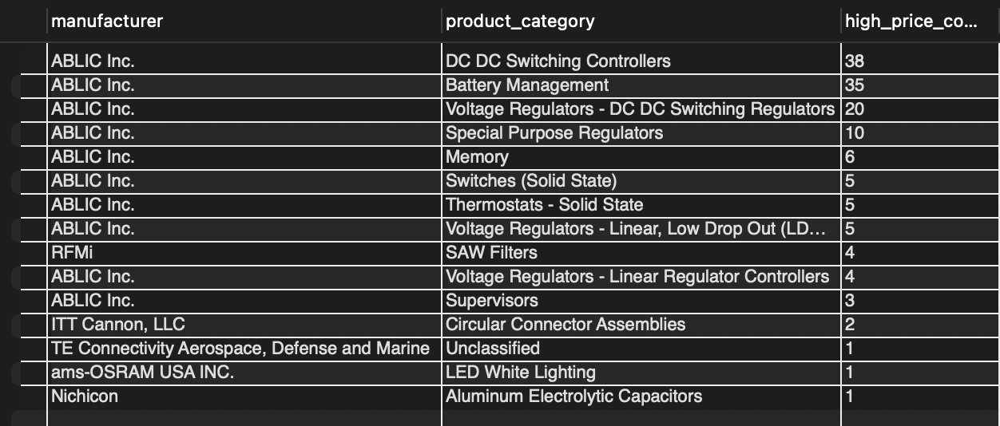 manufacturer product_category high_price_co...
ABLIC Inc. DC DC Switching Controllers 38
ABLIC Inc. Battery Management 35
ABLIC Inc. Voltage Regulators - DC DC Switching Regulators 20
ABLIC Inc. Special Purpose Regulators 10
ABLIC Inc. Memory 6
ABLIC Inc. Switches (Solid State) 5
ABLIC Inc. Thermostats - Solid State 5
ABLIC Inc. Voltage Regulators - Linear, Low Drop Out (LD... 5
RFMi SAW Filters 4
ABLIC Inc. Voltage Regulators - Linear Regulator Controllers 4
ABLIC Inc. Supervisors 3
ITT Cannon, LLC Circular Connector Assemblies 2
TE Connectivity Aerospace, Defense and Marine Unclassified 1
ams-OSRAM USA INC. LED White Lighting 1
Nichicon Aluminum Electrolytic Capacitors 1